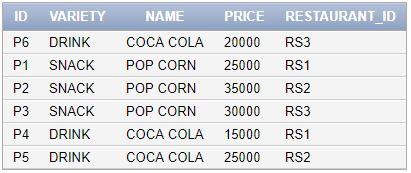 ID VARIETY NAME PRICE RESTAURANT_ID
P6 DRINK COCA COLA 20000 RS3
P1 SNACK POP CORN 25000 RS1
P2 SNACK POP CORN 35000 RS2
P3 SNACK POP CORN 30000 RS3
P4 DRINK COCA COLA 15000 RS1
P5 DRINK COCA COLA 25000 RS2